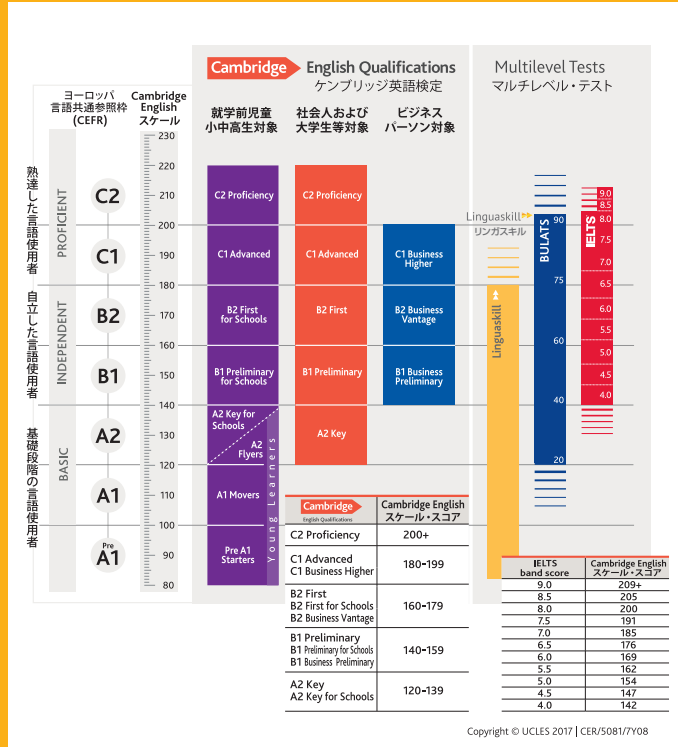 Cambridge English Qualifications
ケンブリッジ英語検定
Multilevel Tests
マルチレベル・テスト
ヨーロッパ
言語共通参照枠
(CEFR)
Cambridge
English
スケール
就学前児童
小中高生対象
社会人および
大学生等対象
ビジネス
パーソン対象
熟達した言語使用者
自立した言語使用者
基礎段階の言語使用者
PROFICIENT
INDEPENDENT
BASIC
C2
C1
B2
B1
A2
A1
Pre
A1
230
220
210
200
190
180
170
160
150
140
130
120
110
100
90
80
C2 Proficiency
C1 Advanced
B2 First
for Schools
B1 Preliminary
for Schools
A2 Key for
Schools
A2
Flyers
A1 Movers
Pre A1
Starters
Young Learners
C2 Proficiency
C1 Advanced
B2 First
B1 Preliminary
A2 Key
C1 Business
Higher
B2 Business
Vantage
B1 Business
Preliminary
Linguaskill
リンガスキル
Linguaskill
BULATS
90
75
60
40
20
IELTS
9.0
8.5
8.0
7.5
7.0
6.5
6.0
5.5
5.0
4.5
4.0
Cambridge
English Qualifications
Cambridge English
スケール・スコア
C2 Proficiency 200+
C1 Advanced
C1 Business Higher
180-199
B2 First
B2 First for Schools
B2 Business Vantage
160-179
B1 Preliminary
B1 Preliminary for Schools
B1 Business Preliminary
140-159
A2 Key
A2 Key for Schools
120-139
IELTS
band score
Cambridge English
スケール・スコア
9.0 209+
8.5 205
8.0 200
7.5 191
7.0 185
6.5 176
6.0 169
5.5 162
5.0 154
4.5 147
4.0 142
Copyright © UCLES 2017 | CER/5081/7Y08